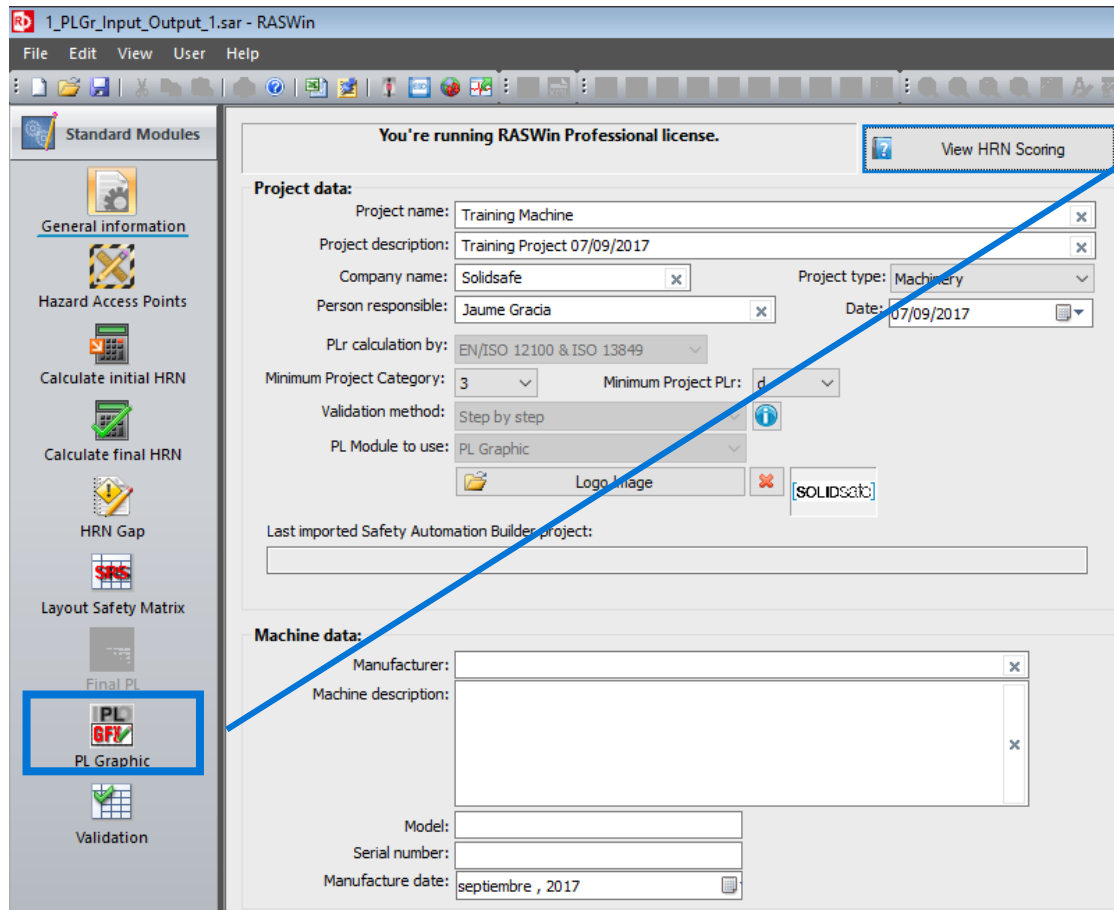 1_PLGr_Input_Output_1.sar - RASWin
File Edit View User Help
Standard Modules
General information
Hazard Access Points
Calculate initial HRN
Calculate final HRN
HRN Gap
SRS
Layout Safety Matrix
Final PL
PL
GFX
PL Graphic
Validation
You're running RASWin Professional license.
View HRN Scoring
Project data:
Project name: Training Machine
Project description: Training Project 07/09/2017
Company name: Solidsafe Project type: Machinery
Person responsible: Jaume Gracia Date: 07/09/2017
PLr calculation by: EN/ISO 12100 & ISO 13849
Minimum Project Category: 3 Minimum Project PLr: d
Validation method: Step by step
PL Module to use: PL Graphic
Logo Image [SOLIDsafe]
Last imported Safety Automation Builder project:
Machine data:
Manufacturer:
Machine description:
Model:
Serial number:
Manufacture date: septiembre , 2017